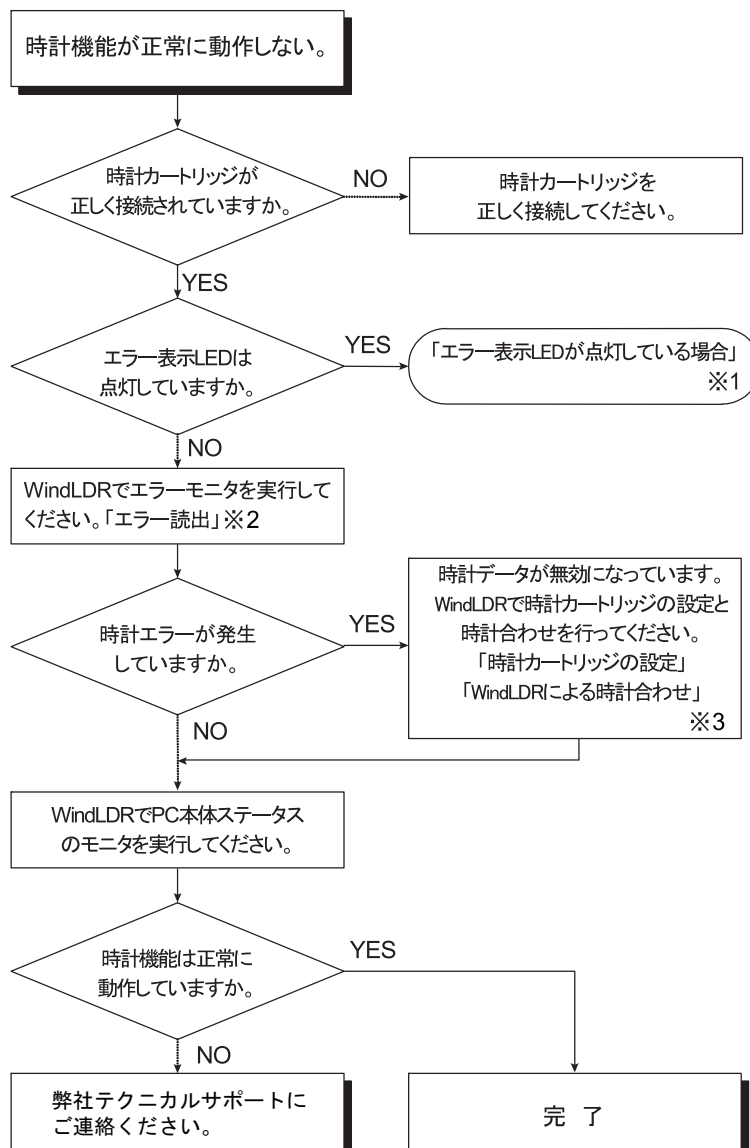 時計機能が正常に動作しない。
時計カートリッジが
正しく接続されていますか。
NO
時計カートリッジを
正しく接続してください。
YES
エラー表示LEDは
点灯していますか。
YES
「エラー表示LEDが点灯している場合」
※1
NO
WindLDRでエラーモニタを実行して
ください。「エラー読出」※2
時計エラーが発生
していますか。
YES
時計データが無効になっています。
WindLDRで時計カートリッジの設定と
時計合わせを行ってください。
「時計カートリッジの設定」
「WindLDRによる時計合わせ」
※3
NO
WindLDRでPC本体ステータス
のモニタを実行してください。
時計機能は正常に
動作していますか。
YES
NO
弊社テクニカルサポートに
ご連絡ください。
完 了